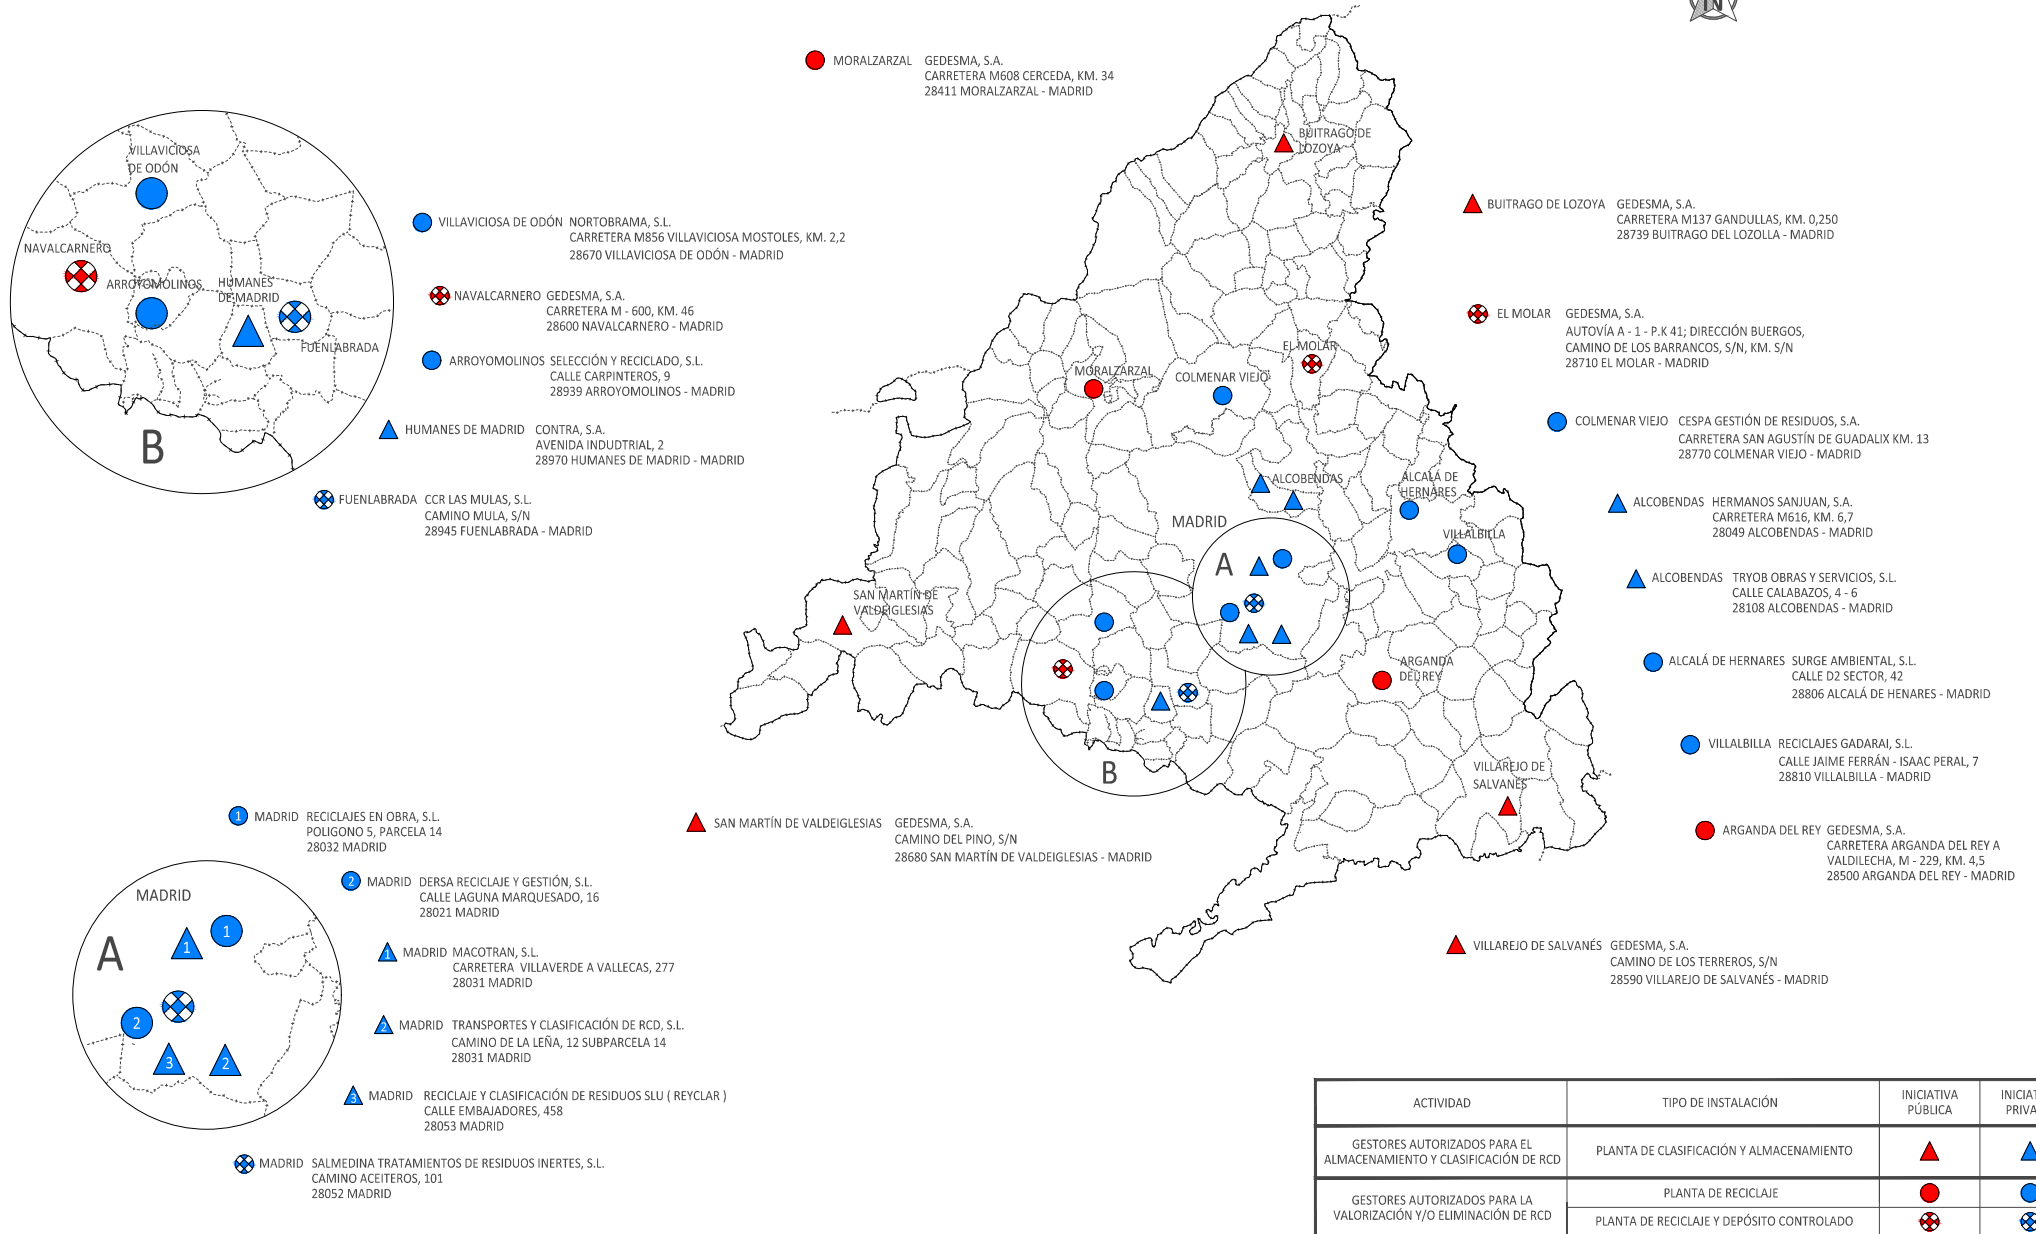 N
MORALZARZAL GEDESMA, S.A.
CARRETERA M608 CERCEDA, KM. 34
28411 MORALZARZAL - MADRID
VILLAVICIOSA
DE ODÓN
NAVALCARNERO
ARROYOMOLINOS
HUMANES
DE MADRID
FUENLABRADA
B
VILLAVICIOSA DE ODÓN NORTOBRAMA, S.L.
CARRETERA M856 VILLAVICIOSA MOSTOLES, KM. 2,2
28670 VILLAVICIOSA DE ODÓN - MADRID
NAVALCARNERO GEDESMA, S.A.
CARRETERA M - 600, KM. 46
28600 NAVALCARNERO - MADRID
ARROYOMOLINOS SELECCIÓN Y RECICLADO, S.L.
CALLE CARPINTEROS, 9
28939 ARROYOMOLINOS - MADRID
HUMANES DE MADRID CONTRA, S.A.
AVENIDA INDUDTRIAL, 2
28970 HUMANES DE MADRID - MADRID
FUENLABRADA CCR LAS MULAS, S.L.
CAMINO MULA, S/N
28945 FUENLABRADA - MADRID
BUITRAGO DE
LOZOYA
EL MOLAR
MORALZARZAL
COLMENAR VIEJO
ALCOBENDAS
ALCALÁ DE
HERNARES
MADRID
VILLALBILLA
A
SAN MARTÍN DE
VALDEIGLESIAS
ARGANDA
DEL REY
B
VILLAREJO DE
SALVANÉS
BUITRAGO DE LOZOYA GEDESMA, S.A.
CARRETERA M137 GANDULLAS, KM. 0,250
28739 BUITRAGO DEL LOZOLLA - MADRID
EL MOLAR GEDESMA, S.A.
AUTOVÍA A - 1 - P.K 41; DIRECCIÓN BUERGOS,
CAMINO DE LOS BARRANCOS, S/N, KM. S/N
28710 EL MOLAR - MADRID
COLMENAR VIEJO CESPA GESTIÓN DE RESIDUOS, S.A.
CARRETERA SAN AGUSTÍN DE GUADALIX KM. 13
28770 COLMENAR VIEJO - MADRID
ALCOBENDAS HERMANOS SANJUAN, S.A.
CARRETERA M616, KM. 6,7
28049 ALCOBENDAS - MADRID
ALCOBENDAS TRYOB OBRAS Y SERVICIOS, S.L.
CALLE CALABAZOS, 4 - 6
28108 ALCOBENDAS - MADRID
ALCALÁ DE HERNARES SURGE AMBIENTAL, S.L.
CALLE D2 SECTOR, 42
28806 ALCALÁ DE HENARES - MADRID
VILLALBILLA RECICLAJES GADARAI, S.L.
CALLE JAIME FERRÁN - ISAAC PERAL, 7
28810 VILLALBILLA - MADRID
ARGANDA DEL REY GEDESMA, S.A.
CARRETERA ARGANDA DEL REY A
VALDILECHA, M - 229, KM. 4,5
28500 ARGANDA DEL REY - MADRID
VILLAREJO DE SALVANÉS GEDESMA, S.A.
CAMINO DE LOS TERREROS, S/N
28590 VILLAREJO DE SALVANÉS - MADRID
SAN MARTÍN DE VALDEIGLESIAS GEDESMA, S.A.
CAMINO DEL PINO, S/N
28680 SAN MARTÍN DE VALDEIGLESIAS - MADRID
1 MADRID RECICLAJES EN OBRA, S.L.
POLIGONO 5, PARCELA 14
28032 MADRID
2 MADRID DERSA RECICLAJE Y GESTIÓN, S.L.
CALLE LAGUNA MARQUESADO, 16
28021 MADRID
1 MADRID MACOTRAN, S.L.
CARRETERA VILLAVERDE A VALLECAS, 277
28031 MADRID
2 MADRID TRANSPORTES Y CLASIFICACIÓN DE RCD, S.L.
CAMINO DE LA LEÑA, 12 SUBPARCELA 14
28031 MADRID
3 MADRID RECICLAJE Y CLASIFICACIÓN DE RESIDUOS SLU ( REYCLAR )
CALLE EMBAJADORES, 458
28053 MADRID
MADRID SALMEDINA TRATAMIENTOS DE RESIDUOS INERTES, S.L.
CAMINO ACEITEROS, 101
28052 MADRID
MADRID
A
1
1
2
3
2
ACTIVIDAD TIPO DE INSTALACIÓN INICIATIVA
PÚBLICA
INICIAT
PRIVA
GESTORES AUTORIZADOS PARA EL
ALMACENAMIENTO Y CLASIFICACIÓN DE RCD
PLANTA DE CLASIFICACIÓN Y ALMACENAMIENTO
GESTORES AUTORIZADOS PARA LA
VALORIZACIÓN Y/O ELIMINACIÓN DE RCD
PLANTA DE RECICLAJE
PLANTA DE RECICLAJE Y DEPÓSITO CONTROLADO